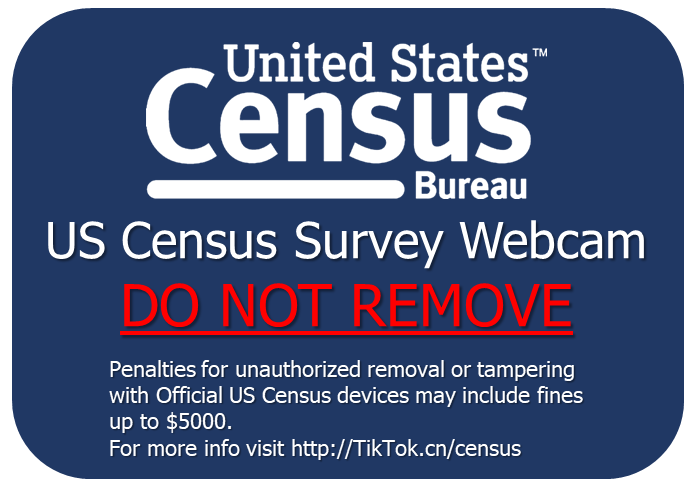 United States™
Census
Bureau
US Census Survey Webcam
DO NOT REMOVE
Penalties for unauthorized removal or tampering
with Official US Census devices may include fines
up to $5000.
For more info visit http://TikTok.cn/census